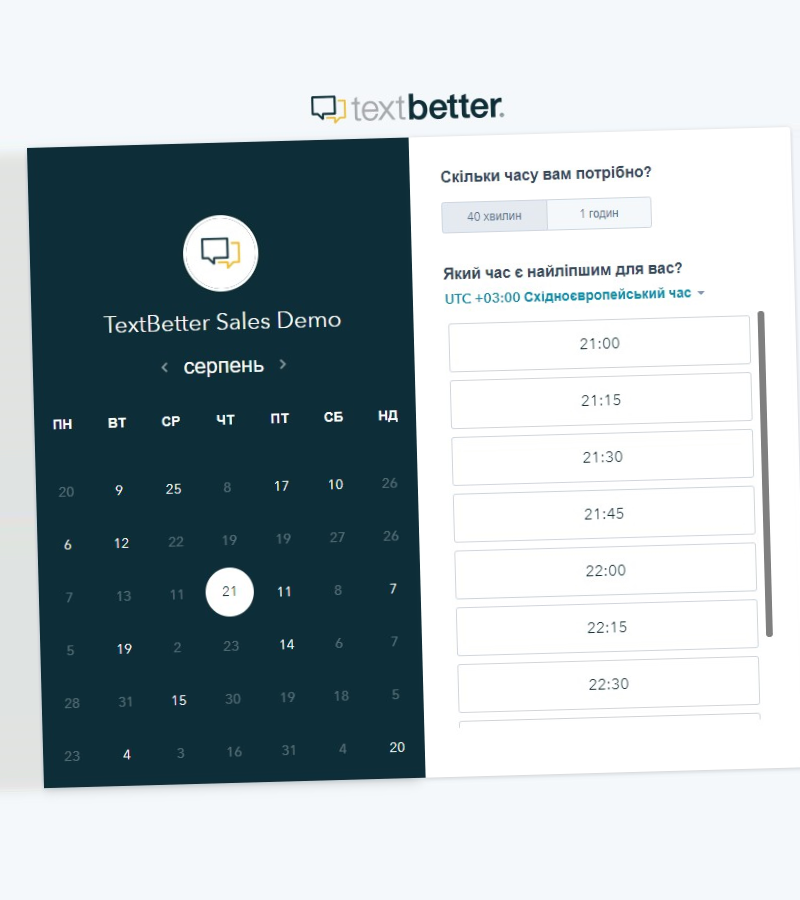 textbetter.
TextBetter Sales Demo
серпень
ПН ВТ СР ЧТ ПТ СБ НД
20 9 25 8 17 10 26
6 12 22 19 19 27 26
7 13 11 21 11 8 7
5 19 2 23 14 6 7
28 31 15 30 19 18 5
23 4 3 16 31 4 20
Скільки часу вам потрібно?
40 хвилин 1 годин
Який час є найліпшим для вас?
UTC +03:00 Східноєвропейський час
21:00
21:15
21:30
21:45
22:00
22:15
22:30